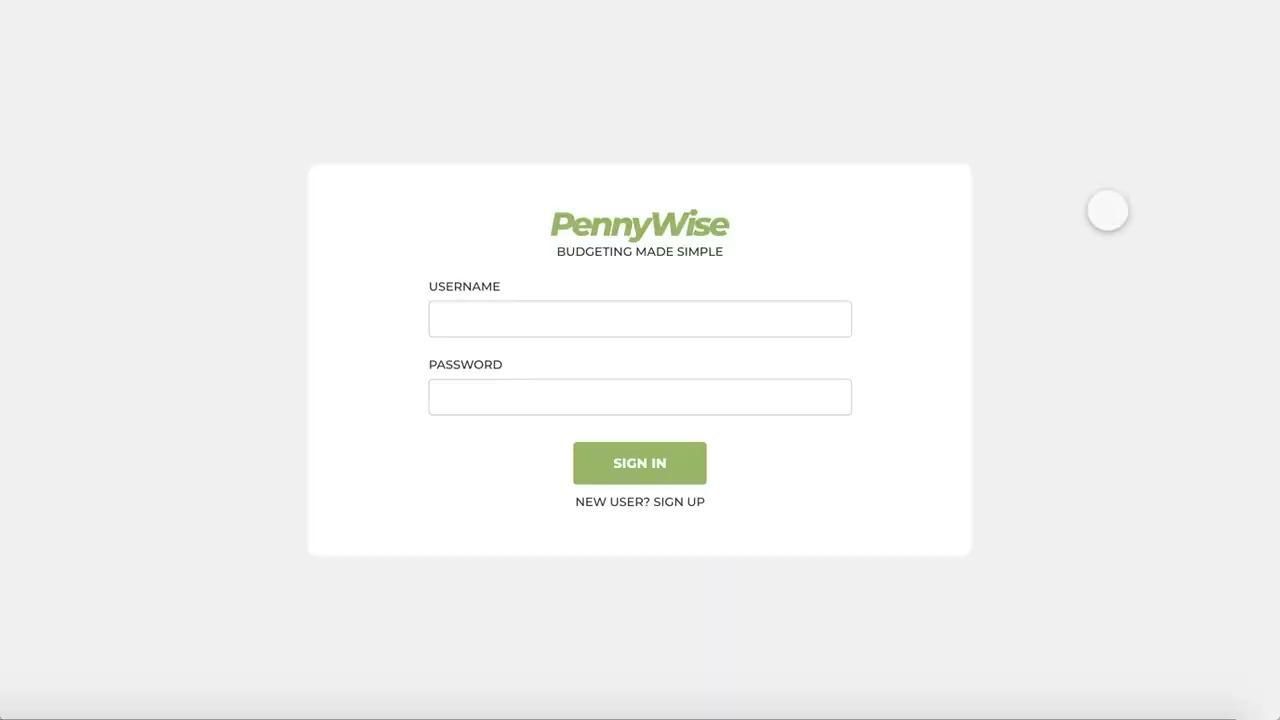 PennyWise
BUDGETING MADE SIMPLE
USERNAME
PASSWORD
SIGN IN
NEW USER? SIGN UP